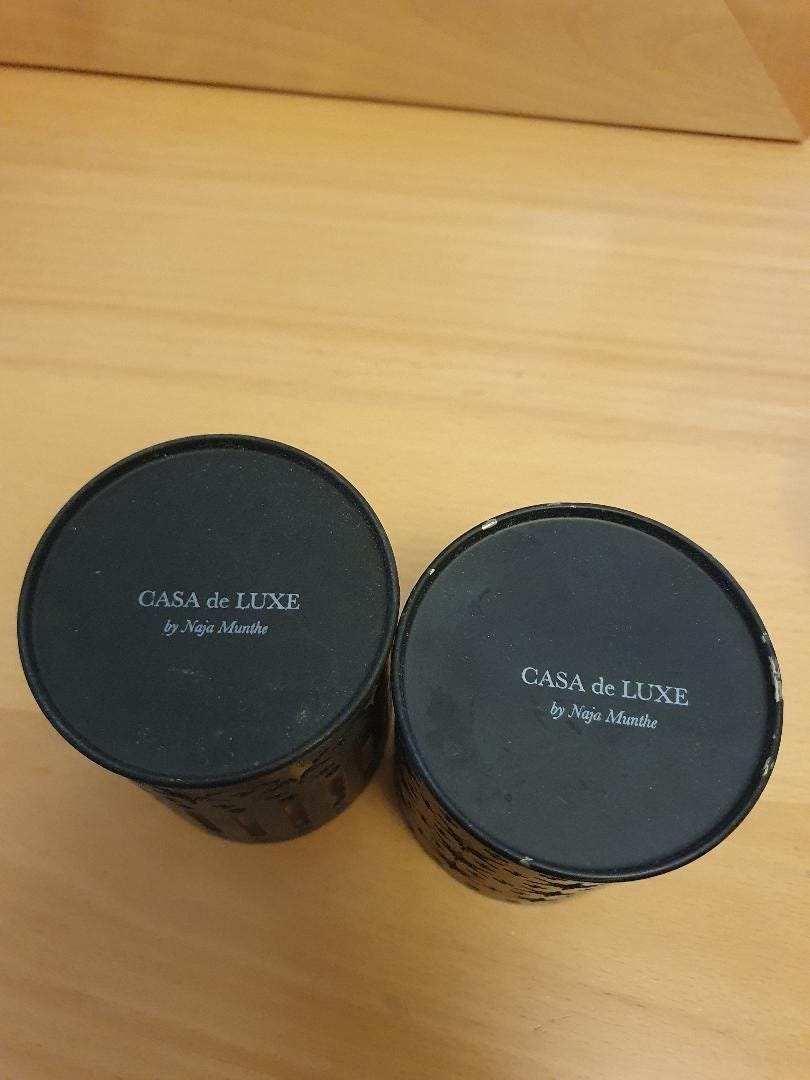 CASA de LUXE
by Naja Munthe
CASA de LUXE
by Naja Munthe